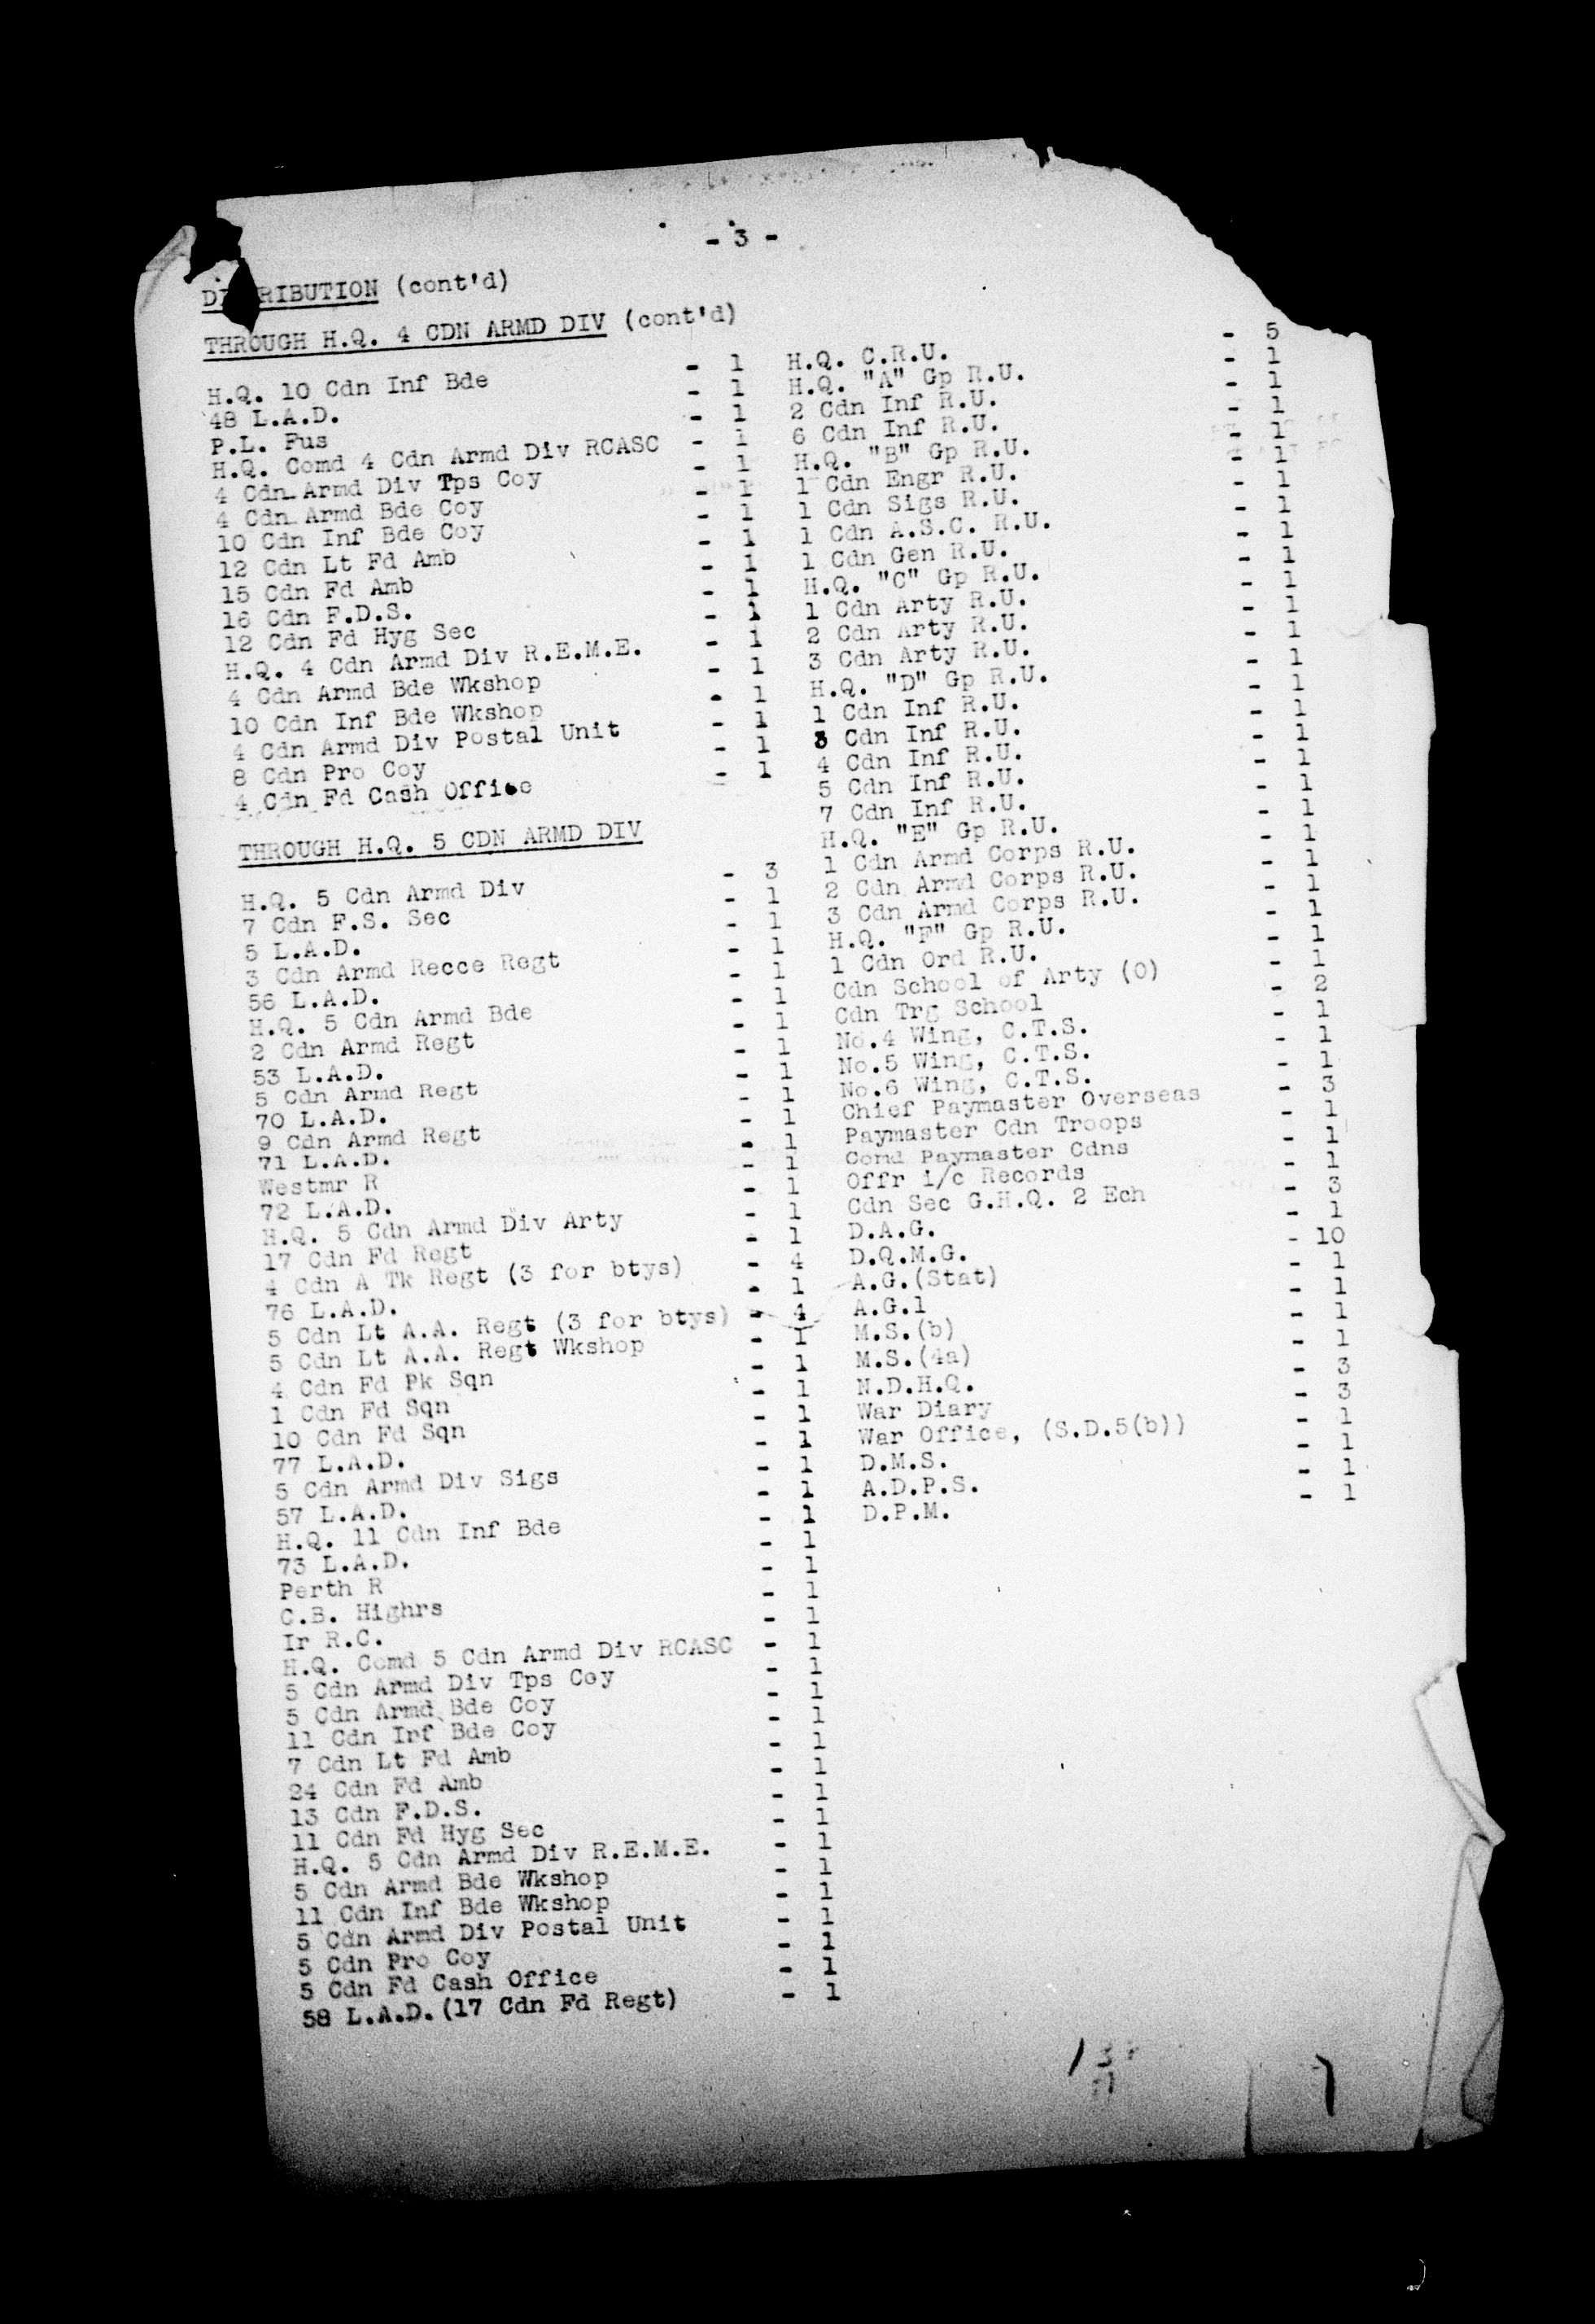 - 3 -
DISTRIBUTION (cont'd)
THROUGH H.Q. 4 CDN ARMD DIV (cont'd)
H.Q. 10 Cdn Inf Bde - 1
48 L.A.D. - 1
P.L. Fus - 1
H.Q. Comd 4 Cdn Armd Div RCASC - 1
4 Cdn Armd Div Tps Coy - 1
4 Cdn Armd Bde Coy - 1
10 Cdn Inf Bde Coy - 1
12 Cdn Lt Fd Amb - 1
15 Cdn Fd Amb - 1
16 Cdn F.D.S. - 1
12 Cdn Fd Hyg Sec - 1
H.Q. 4 Cdn Armd Div R.E.M.E. - 1
4 Cdn Armd Bde Wkshop - 1
10 Cdn Inf Bde Wkshop - 1
4 Cdn Armd Div Postal Unit - 1
8 Cdn Pro Coy - 1
4 Cdn Fd Cash Office - 1
THROUGH H.Q. 5 CDN ARMD DIV
H.Q. 5 Cdn Armd Div - 3
7 Cdn F.S. Sec - 1
5 L.A.D. - 1
3 Cdn Armd Recce Regt - 1
56 L.A.D. - 1
H.Q. 5 Cdn Armd Bde - 1
2 Cdn Armd Regt - 1
53 L.A.D. - 1
5 Cdn Armd Regt - 1
70 L.A.D. - 1
9 Cdn Armd Regt - 1
71 L.A.D. - 1
Westmr R - 1
72 L.A.D. - 1
H.Q. 5 Cdn Armd Div Arty - 1
17 Cdn Fd Regt - 1
4 Cdn A Tk Regt (3 for btys) - 4
76 L.A.D. - 1
5 Cdn Lt A.A. Regt (3 for btys) - 4
5 Cdn Lt A.A. Regt Wkshop - 1
4 Cdn Fd Pk Sqn - 1
1 Cdn Fd Sqn - 1
10 Cdn Fd Sqn - 1
77 L.A.D. - 1
5 Cdn Armd Div Sigs - 1
57 L.A.D. - 1
H.Q. 11 Cdn Inf Bde - 1
73 L.A.D. - 1
Perth R - 1
C.B. Highrs - 1
Ir R.C. - 1
H.Q. Comd 5 Cdn Armd Div RCASC - 1
5 Cdn Armd Div Tps Coy - 1
5 Cdn Armd Bde Coy - 1
11 Cdn Inf Bde Coy - 1
7 Cdn Lt Fd Amb - 1
24 Cdn Fd Amb - 1
13 Cdn F.D.S. - 1
11 Cdn Fd Hyg Sec - 1
H.Q. 5 Cdn Armd Div R.E.M.E. - 1
5 Cdn Armd Bde Wkshop - 1
11 Cdn Inf Bde Wkshop - 1
5 Cdn Armd Div Postal Unit - 1
5 Cdn Pro Coy - 1
5 Cdn Fd Cash Office - 1
58 L.A.D.(17 Cdn Fd Regt) - 1
H.Q. C.R.U. - 5
H.Q. "A" Gp R.U. - 1
2 Cdn Inf R.U. - 1
6 Cdn Inf R.U. - 1
H.Q. "B" Gp R.U. - 1
1 Cdn Engr R.U. - 1
1 Cdn Sigs R.U. - 1
1 Cdn A.S.C. R.U. - 1
1 Cdn Gen R.U. - 1
H.Q. "C" Gp R.U. - 1
1 Cdn Arty R.U. - 1
2 Cdn Arty R.U. - 1
3 Cdn Arty R.U. - 1
H.Q. "D" Gp R.U. - 1
1 Cdn Inf R.U. - 1
3 Cdn Inf R.U. - 1
4 Cdn Inf R.U. - 1
5 Cdn Inf R.U. - 1
7 Cdn Inf R.U. - 1
H.Q. "E" Gp R.U. - 1
1 Cdn Armd Corps R.U. - 1
2 Cdn Armd Corps R.U. - 1
3 Cdn Armd Corps R.U. - 1
H.Q. "F" Gp R.U. - 1
1 Cdn Ord R.U. - 1
Cdn School of Arty (O) - 1
Cdn Trg School - 2
No.4 Wing, C.T.S. - 1
No.5 Wing, C.T.S. - 1
No.6 Wing, C.T.S. - 1
Chief Paymaster Overseas - 3
Paymaster Cdn Troops - 1
Comd Paymaster Cdns - 1
Offr i/c Records - 1
Cdn Sec G.H.Q. 2 Ech - 3
D.A.G. - 1
D.Q.M.G. - 10
A.G.(Stat) - 1
A.G.1 - 1
M.S.(b) - 1
M.S.(4a) - 1
N.D.H.Q. - 3
War Diary - 3
War Office, (S.D.5(b)) - 1
D.M.S. - 1
A.D.P.S. - 1
D.P.M. - 1